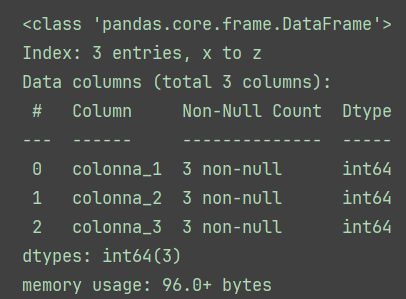 <class 'pandas.core.frame.DataFrame'>
Index: 3 entries, x to z
Data columns (total 3 columns):
 #   Column     Non-Null Count  Dtype
---  ------     --------------  -----
 0   colonna_1  3 non-null      int64
 1   colonna_2  3 non-null      int64
 2   colonna_3  3 non-null      int64
dtypes: int64(3)
memory usage: 96.0+ bytes